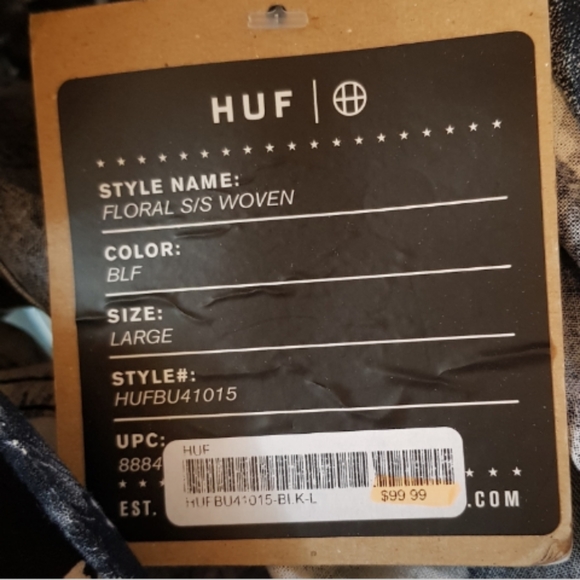 HUF
STYLE NAME:
FLORAL S/S WOVEN
COLOR:
BLF
SIZE:
LARGE
STYLE#:
HUFBU41015
UPC:
8884
HUF
HUFBU41015-BLK-L
$99.99
EST.
.COM